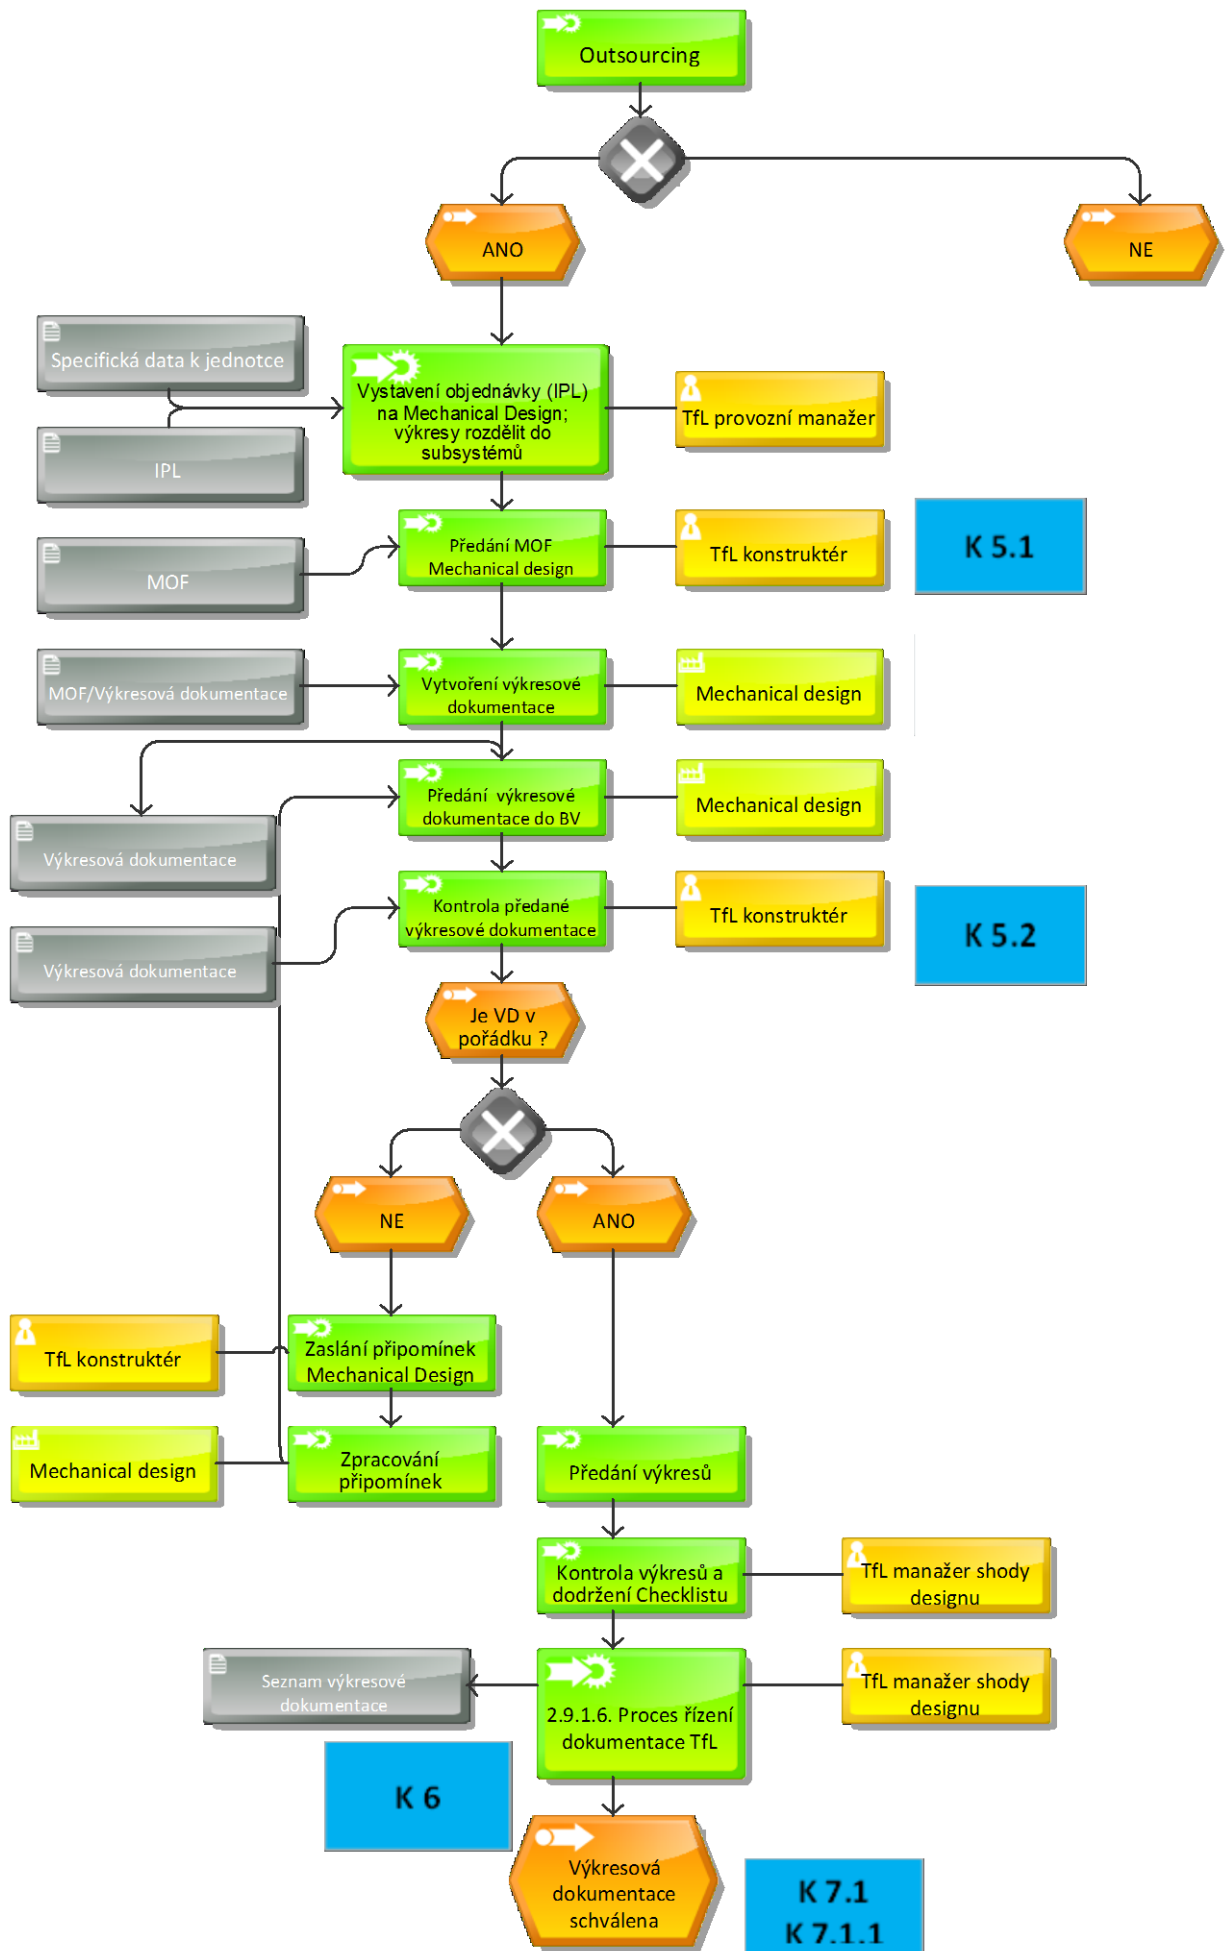 Outsourcing
ANO
NE
Specifická data k jednotce
Vystavení objednávky (IPL)
na Mechanical Design;
výkresy rozdělit do
subsystémů
TfL provozní manažer
IPL
K 5.1
Předání MOF
Mechanical design
TfL konstruktér
MOF
MOF/Výkresová dokumentace
Vytvoření výkresové
dokumentace
Mechanical design
Předání výkresové
dokumentace do BV
Mechanical design
Výkresová dokumentace
Kontrola předané
výkresové dokumentace
TfL konstruktér
K 5.2
Výkresová dokumentace
Je VD v
pořádku ?
NE
ANO
TfL konstruktér
Zaslání připomínek
Mechanical Design
Mechanical design
Zpracování
připomínek
Předání výkresů
Kontrola výkresů a
dodržení Checklistu
TfL manažer shody
designu
Seznam výkresové
dokumentace
2.9.1.6. Proces řízení
dokumentace TfL
TfL manažer shody
designu
K 6
Výkresová
dokumentace
schválena
K 7.1
K 7.1.1